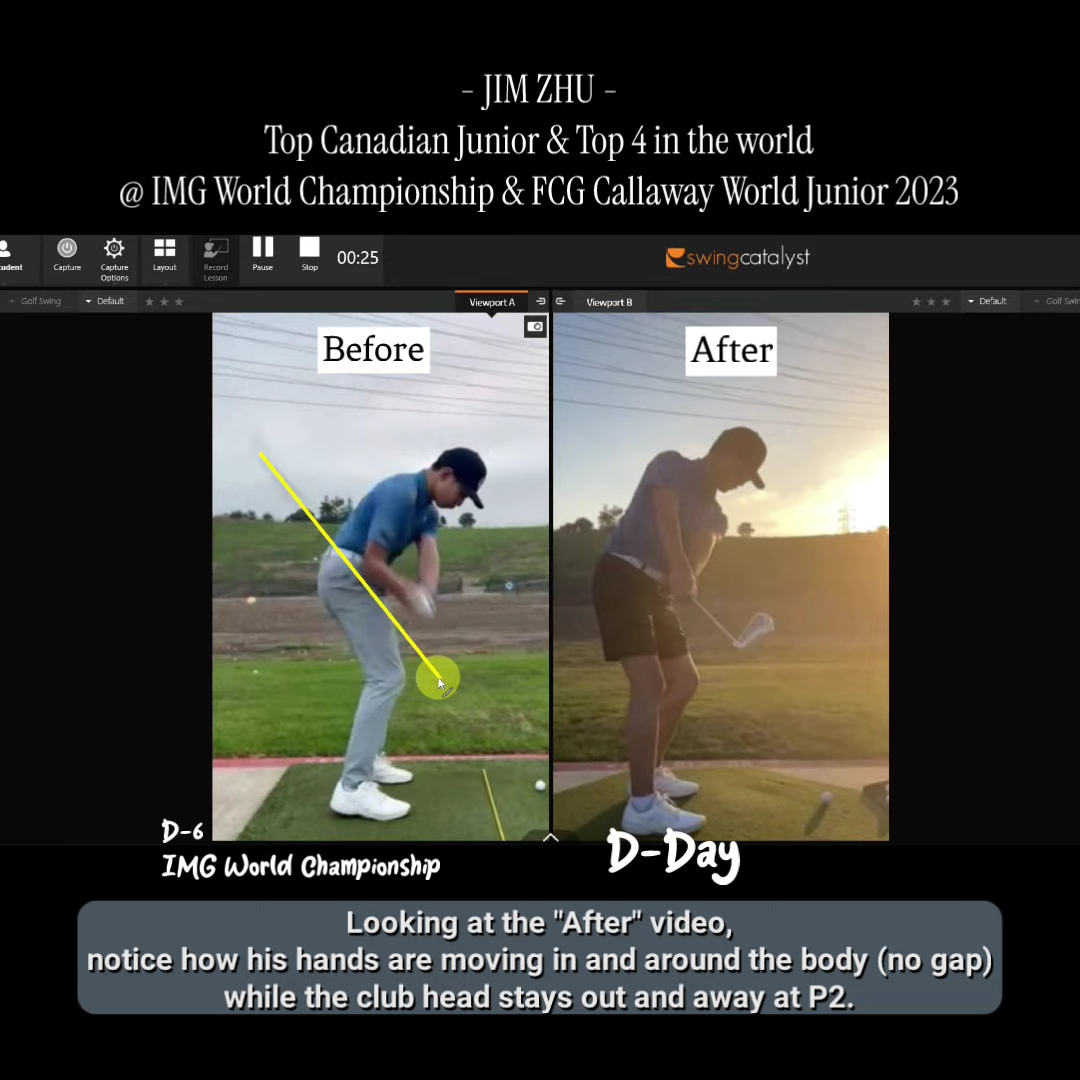 - JIM ZHU -
Top Canadian Junior & Top 4 in the world
@ IMG World Championship & FCG Callaway World Junior 2023
Capture
Capture Options
Layout
Record Lesson
Pause
Stop
00:25
swingcatalyst
Golf Swing
Default
Viewport A
Viewport B
Default
Before
After
D-6
IMG World Championship
D-Day
Looking at the "After" video,
notice how his hands are moving in and around the body (no gap)
while the club head stays out and away at P2.